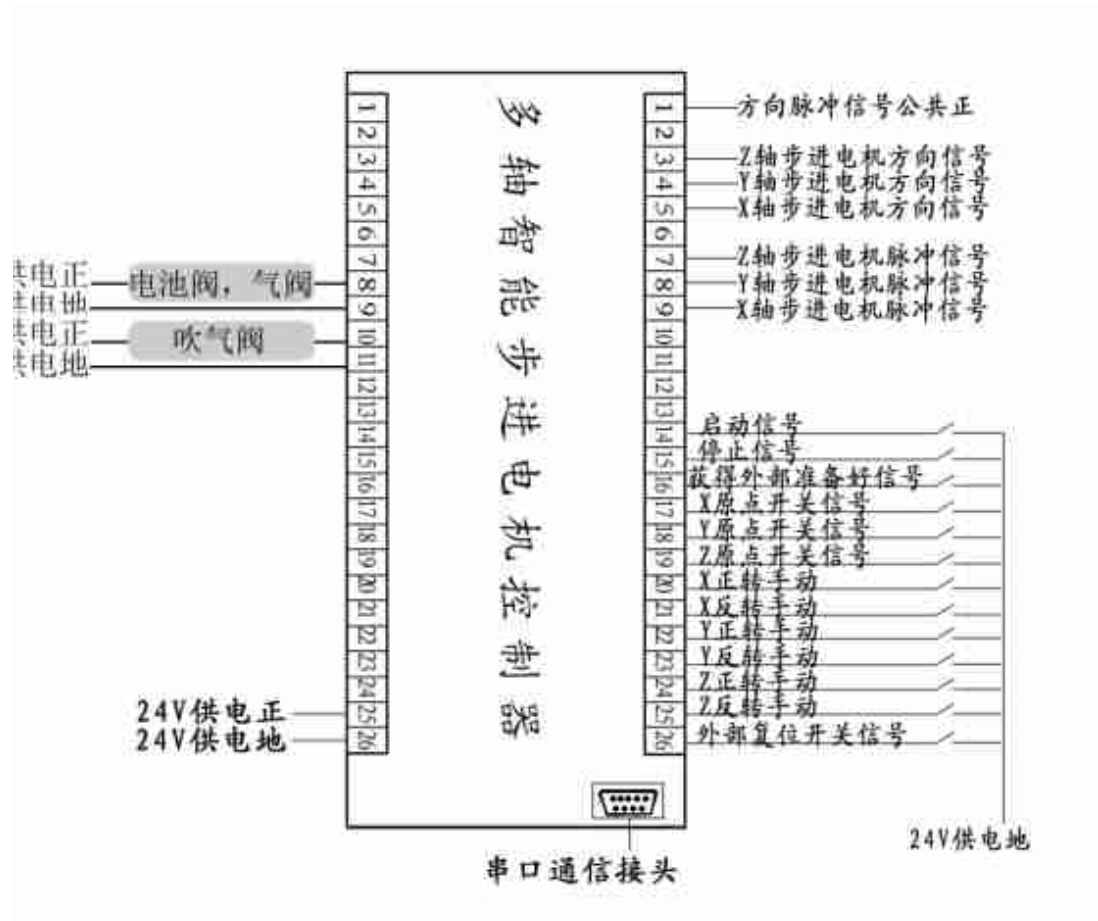 多轴智能步进电机控制器
1
2
3
4
5
6
7
8
9
10
11
12
13
14
15
16
17
18
19
20
21
22
23
24
25
26
供电正
电池阀，气阀
供电地
供电正
吹气阀
供电地
24V供电正
24V供电地
1
2
3
4
5
6
7
8
9
10
11
12
13
14
15
16
17
18
19
20
21
22
23
24
25
26
方向脉冲信号公共正
Z轴步进电机方向信号
Y轴步进电机方向信号
X轴步进电机方向信号
Z轴步进电机脉冲信号
Y轴步进电机脉冲信号
X轴步进电机脉冲信号
启动信号
停止信号
获得外部准备好信号
X原点开关信号
Y原点开关信号
Z原点开关信号
X正转手动
X反转手动
Y正转手动
Y反转手动
Z正转手动
Z反转手动
外部复位开关信号
24V供电地
串口通信接头